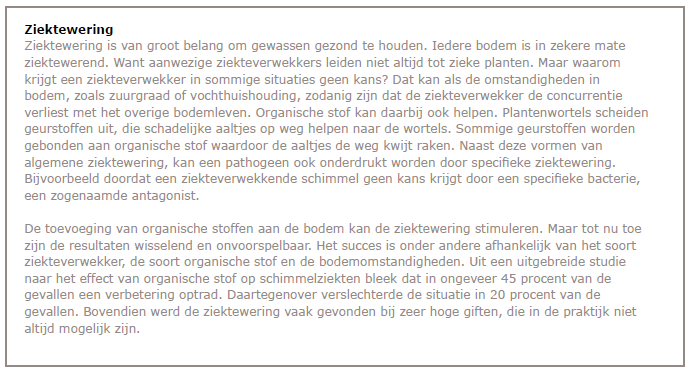 Ziektewering
Ziektewering is van groot belang om gewassen gezond te houden. Iedere bodem is in zekere mate
ziektewerend. Want aanwezige ziekteverwekkers leiden niet altijd tot zieke planten. Maar waarom
krijgt een ziekteverwekker in sommige situaties geen kans? Dat kan als de omstandigheden in
bodem, zoals zuurgraad of vochthuishouding, zodanig zijn dat de ziekteverwekker de concurrentie
verliest met het overige bodemleven. Organische stof kan daarbij ook helpen. Plantenwortels scheiden
geurstoffen uit, die schadelijke aaltjes op weg helpen naar de wortels. Sommige geurstoffen worden
gebonden aan organische stof waardoor de aaltjes de weg kwijt raken. Naast deze vormen van
algemene ziektewering, kan een pathogeen ook onderdrukt worden door specifieke ziektewering.
Bijvoorbeeld doordat een ziekteverwekkende schimmel geen kans krijgt door een specifieke bacterie,
een zogenaamde antagonist.
De toevoeging van organische stoffen aan de bodem kan de ziektewering stimuleren. Maar tot nu toe
zijn de resultaten wisselend en onvoorspelbaar. Het succes is onder andere afhankelijk van het soort
ziekteverwekker, de soort organische stof en de bodemomstandigheden. Uit een uitgebreide studie
naar het effect van organische stof op schimmelziekten bleek dat in ongeveer 45 procent van de
gevallen een verbetering optrad. Daartegenover verslechterde de situatie in 20 procent van de
gevallen. Bovendien werd de ziektewering vaak gevonden bij zeer hoge giften, die in de praktijk niet
altijd mogelijk zijn.